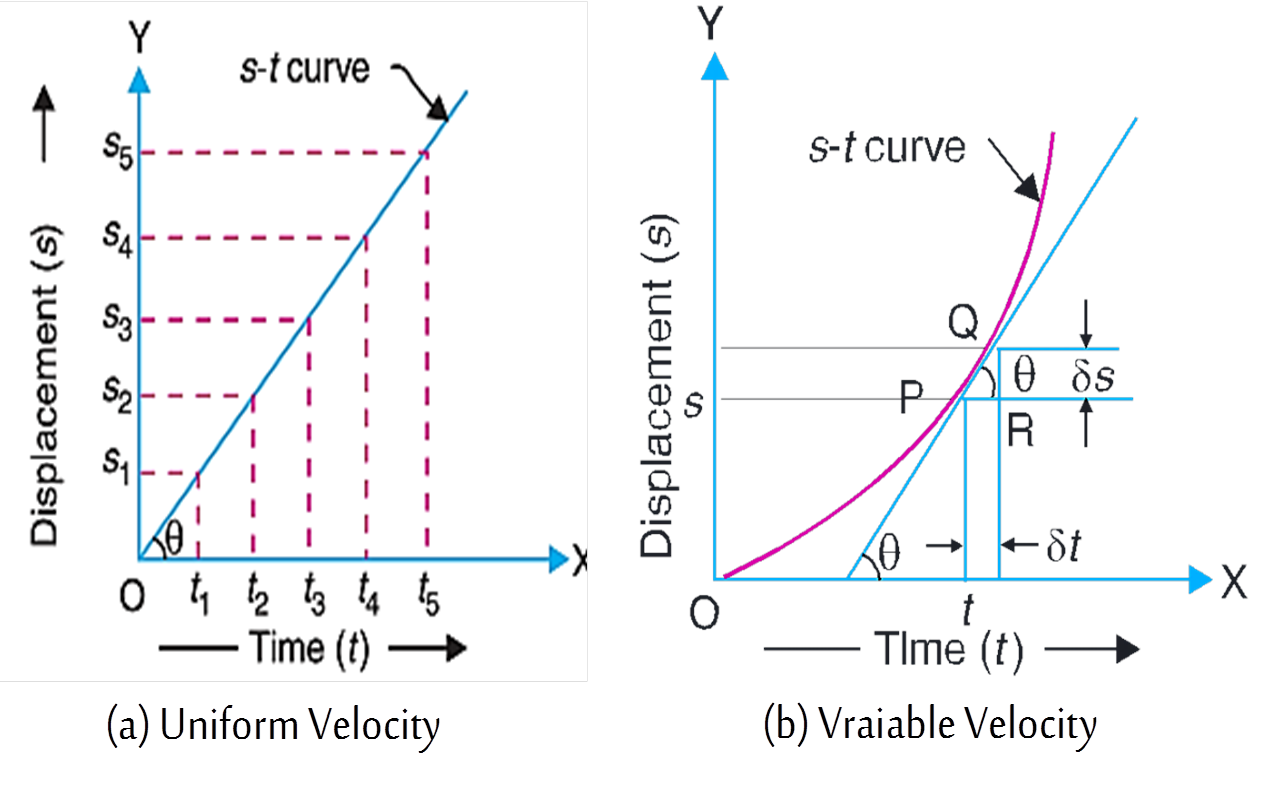 Y
s-t curve
s5
s4
s3
s2
s1
Displacement (s)
θ
X
O
t1 t2 t3 t4 t5
Time (t)
(a) Uniform Velocity
Y
s-t curve
Displacement (s)
Q
θ δs
P
s
R
θ
δt
X
O
t
TIme (t)
(b) Vraiable Velocity